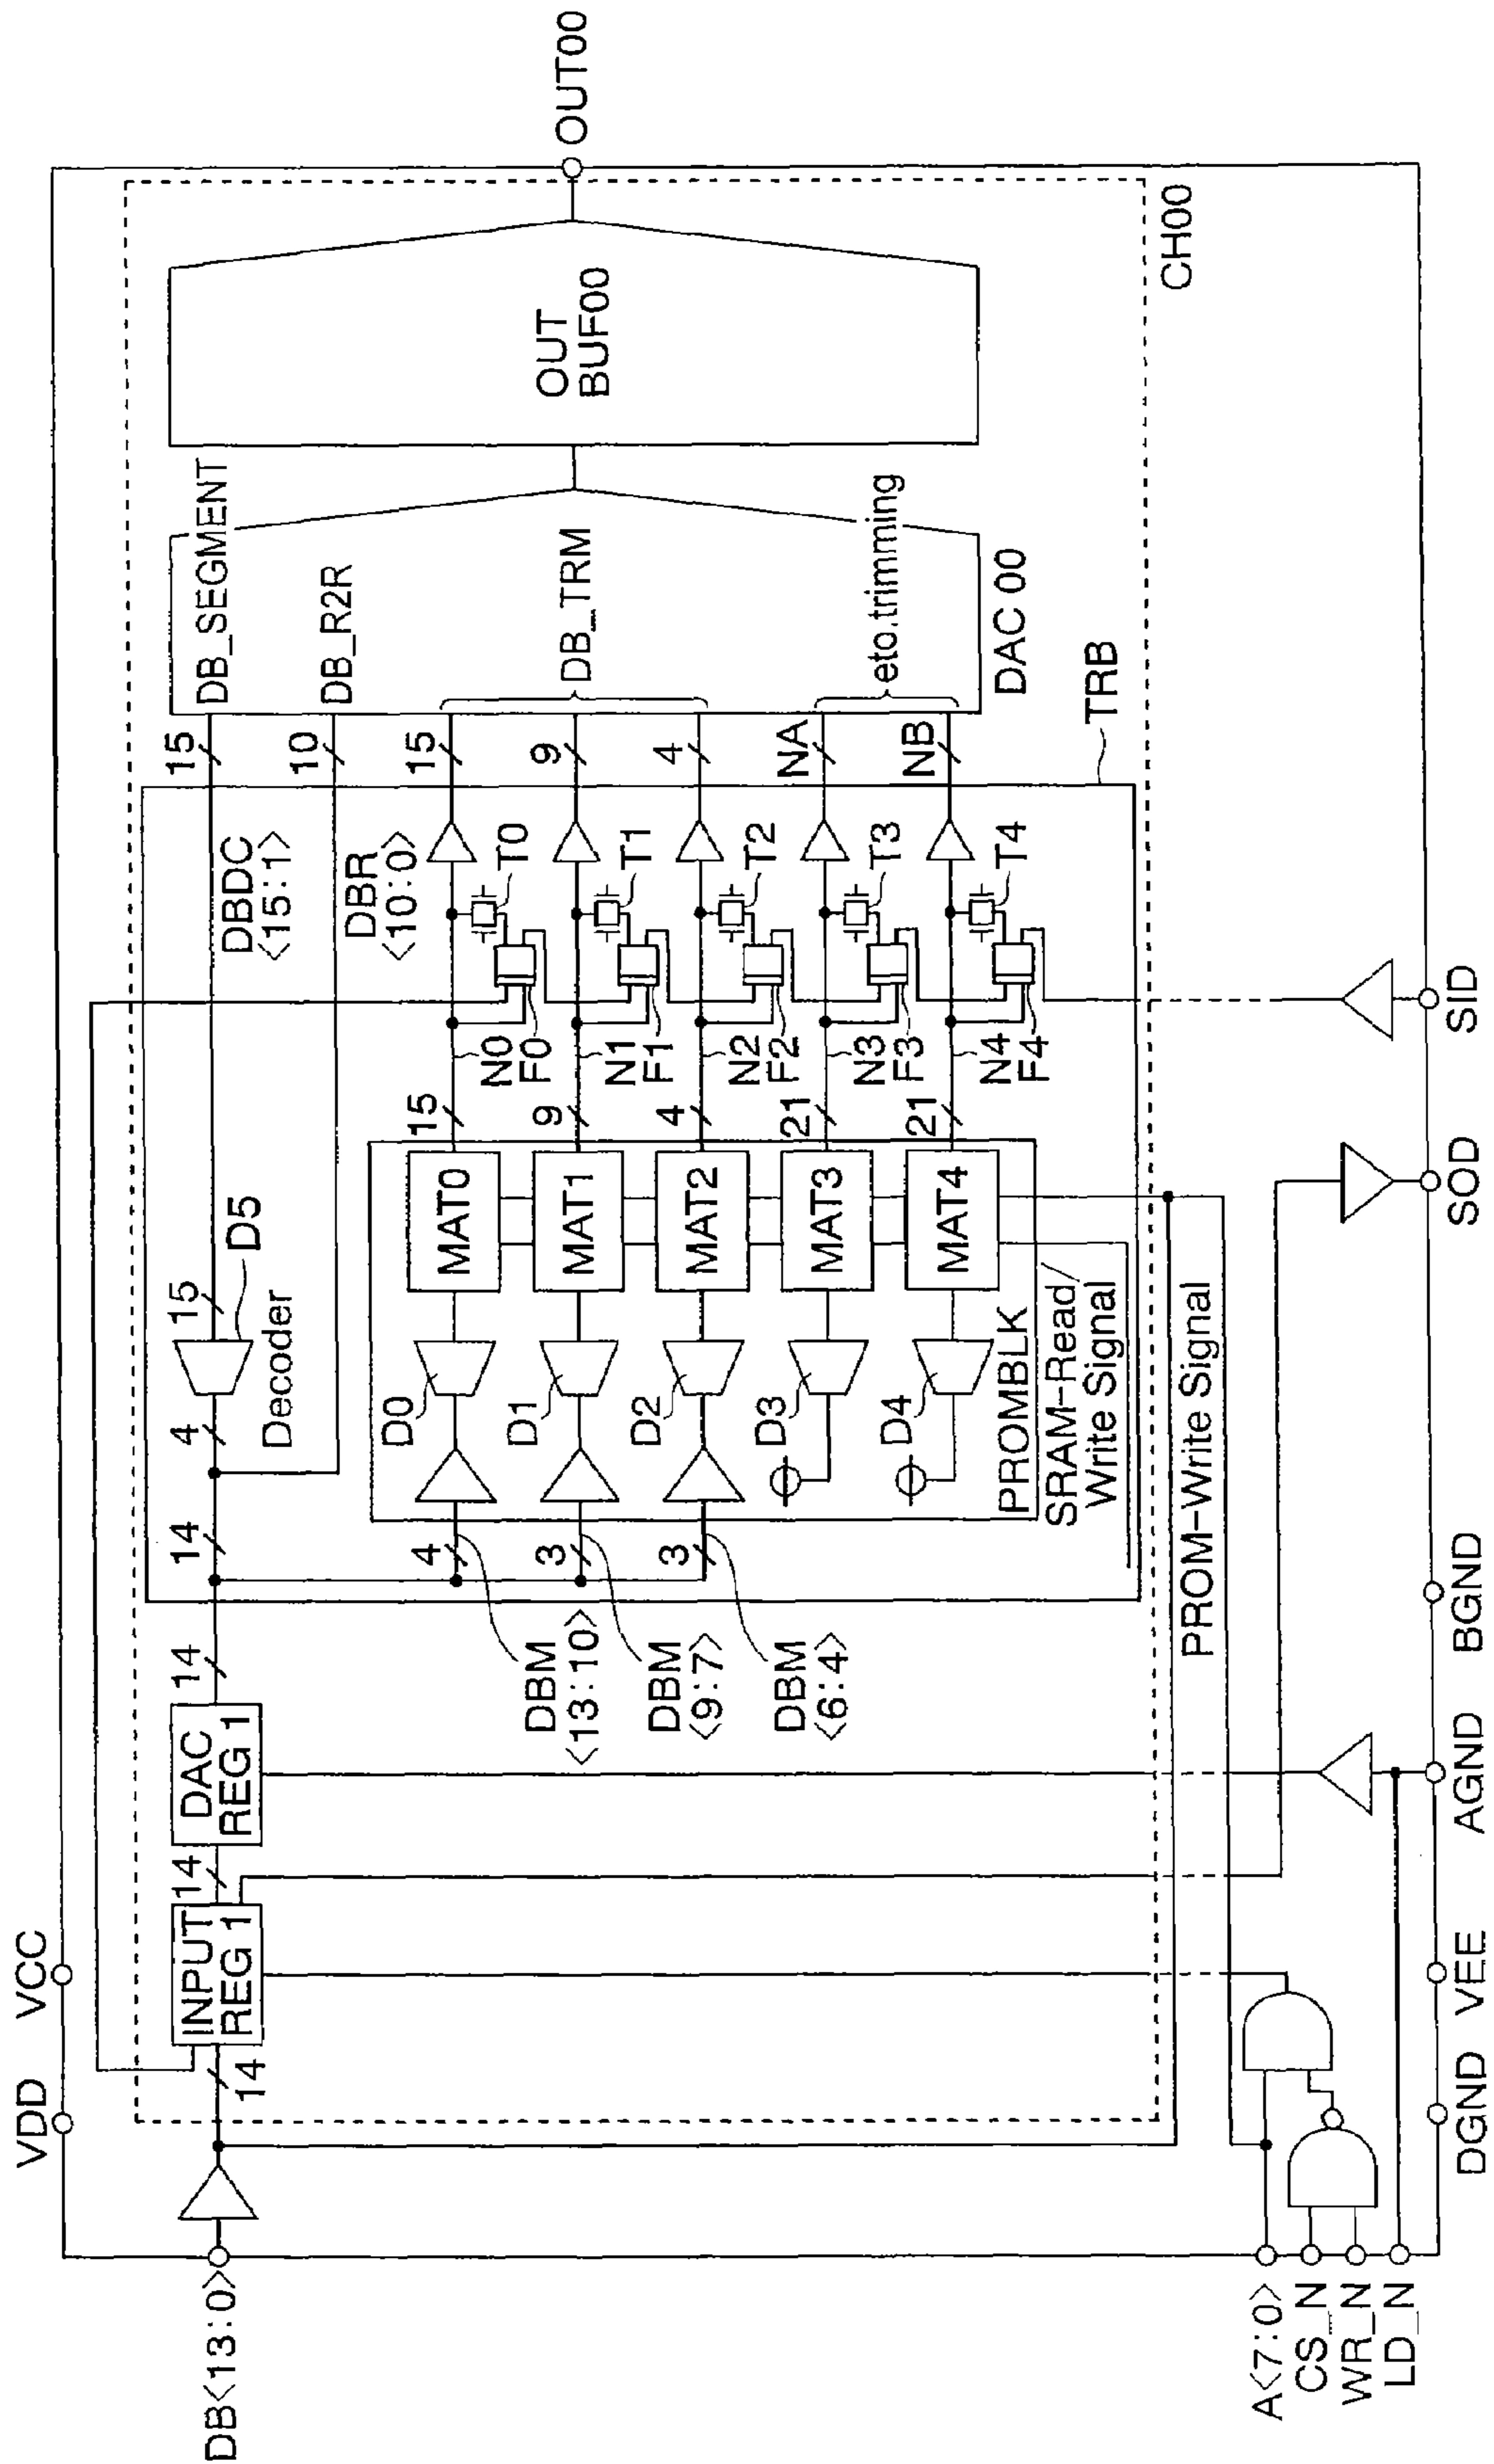 VDD
VCC
DB<13:0>
14
INPUT
REG 1
14
DAC
REG 1
14
14
4
Decoder
15
D5
DBDC
<15:1>
15
DB_SEGMENT
DBR
<10:0>
10
DB_R2R
DBM
<13:10>
4
D0
MAT0
15
N0
F0
T0
15
DBM
<9:7>
3
D1
MAT1
9
N1
F1
T1
9
DB_TRM
DBM
<6:4>
3
D2
MAT2
4
N2
F2
T2
4
D3
MAT3
21
N3
F3
T3
NA
D4
MAT4
21
N4
F4
T4
NB
eto.trimming
PROMBLK
SRAM-Read/
Write Signal
PROM-Write Signal
TRB
DAC 00
OUT
BUF00
OUT00
CH00
A<7:0>
CS_N
WR_N
LD_N
DGND
VEE
AGND
BGND
SOD
SID